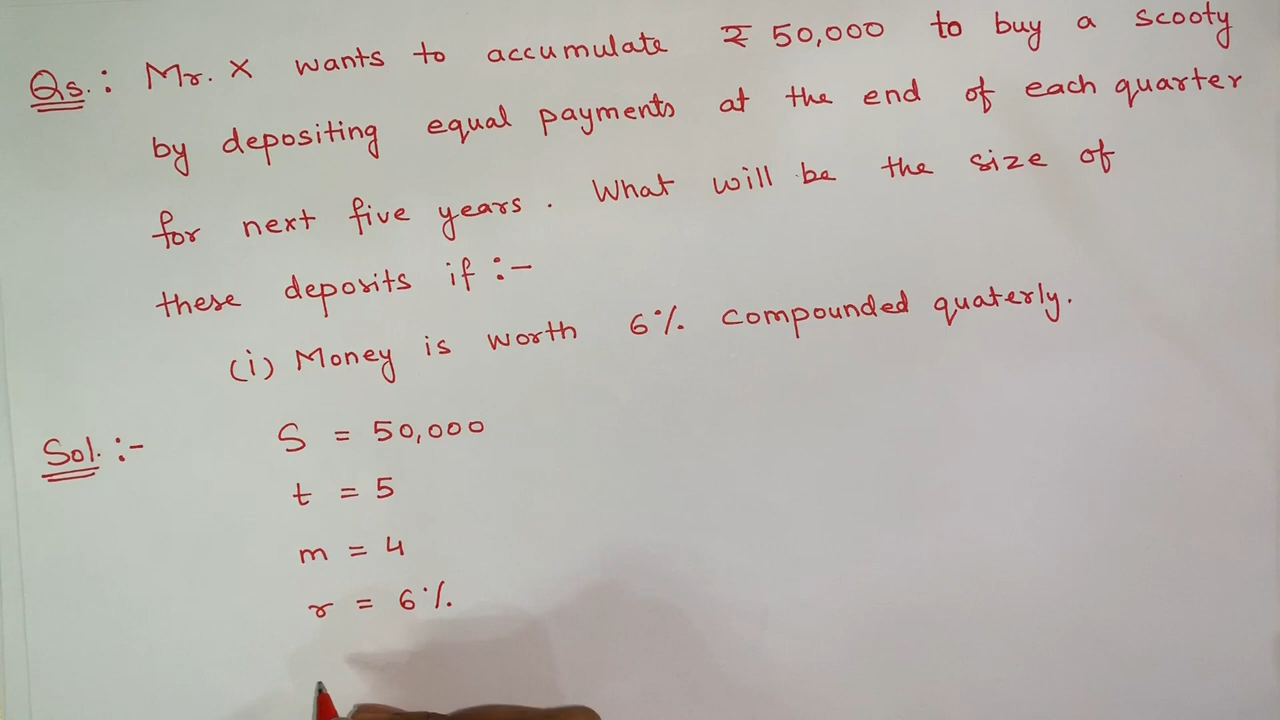 Qs.: Mr. X wants to accumulate ₹ 50,000 to buy a scooty
by depositing equal payments at the end of each quarter
for next five years. What will be the size of
these deposits if :-
(i) Money is worth 6% compounded quaterly.
Sol. :- S = 50,000
t = 5
m = 4
r = 6%